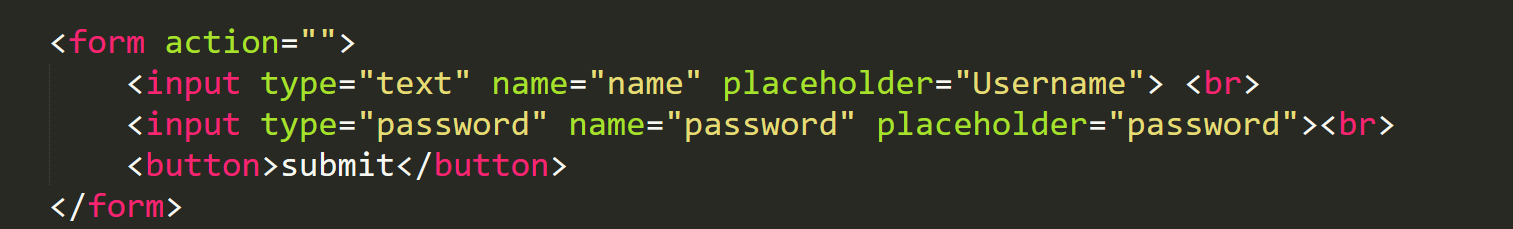 <form action="">
<input type="text" name="name" placeholder="Username"> <br>
<input type="password" name="password" placeholder="password"><br>
<button>submit</button>
</form>